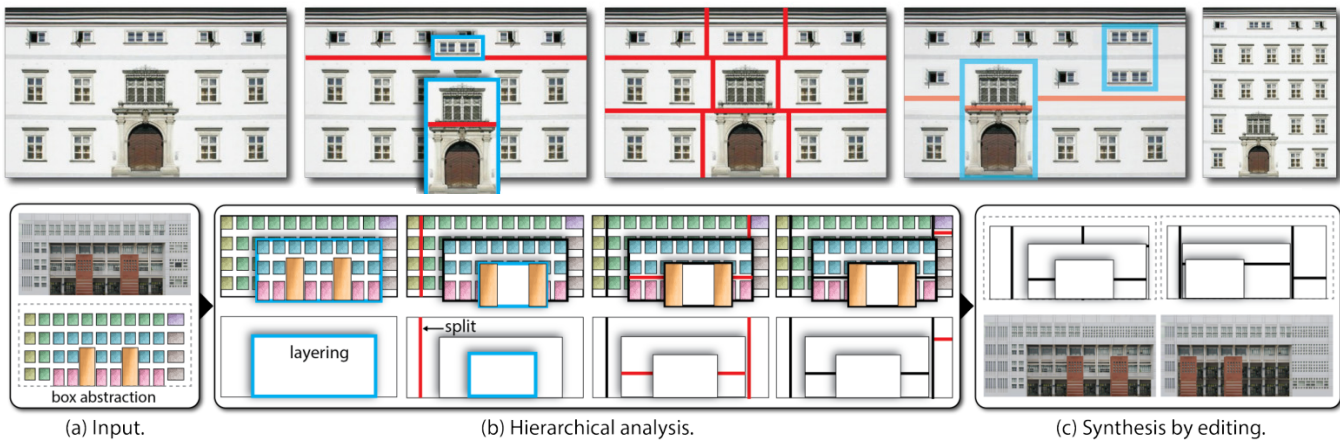 split
layering
box abstraction
(a) Input.
(b) Hierarchical analysis.
(c) Synthesis by editing.